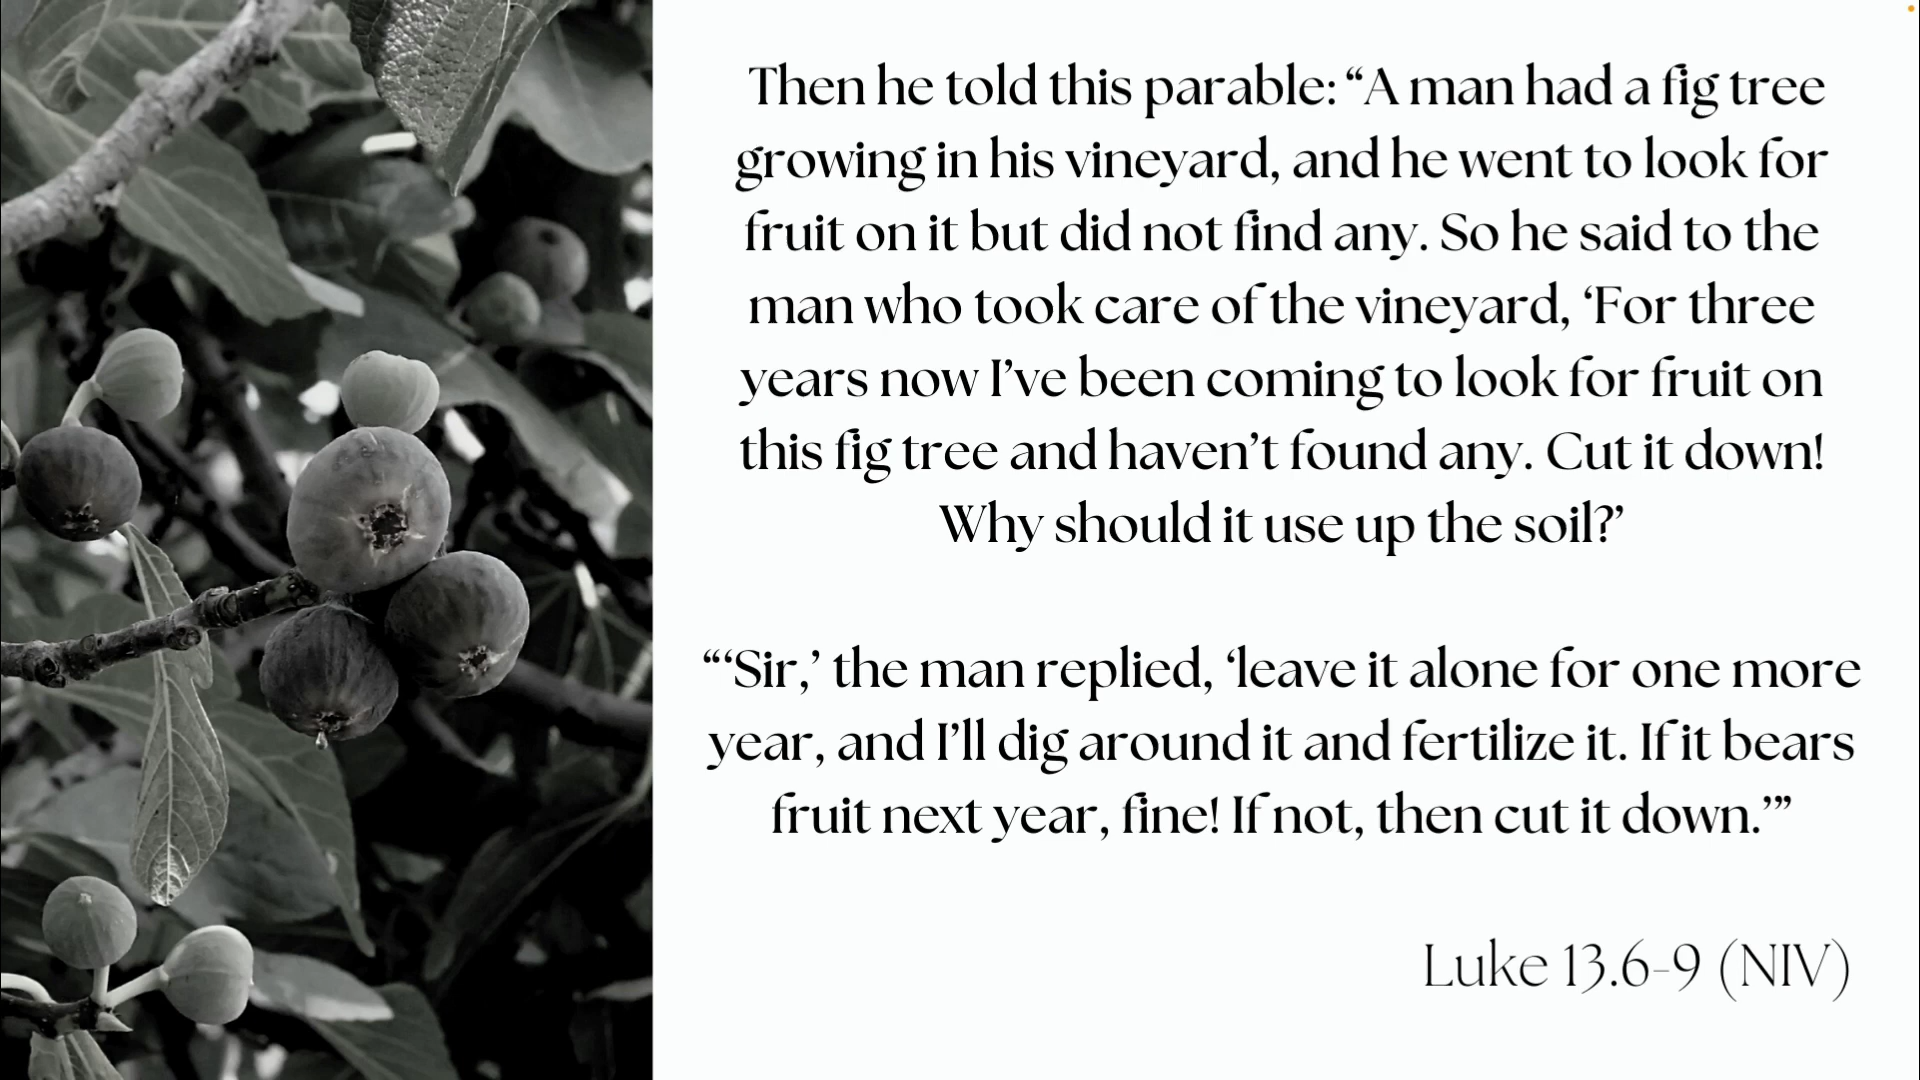 Then he told this parable: “A man had a fig tree
growing in his vineyard, and he went to look for
fruit on it but did not find any. So he said to the
man who took care of the vineyard, ‘For three
years now I’ve been coming to look for fruit on
this fig tree and haven’t found any. Cut it down!
Why should it use up the soil?’
“‘Sir,’ the man replied, ‘leave it alone for one more
year, and I’ll dig around it and fertilize it. If it bears
fruit next year, fine! If not, then cut it down.’”
Luke 13.6-9 (NIV)